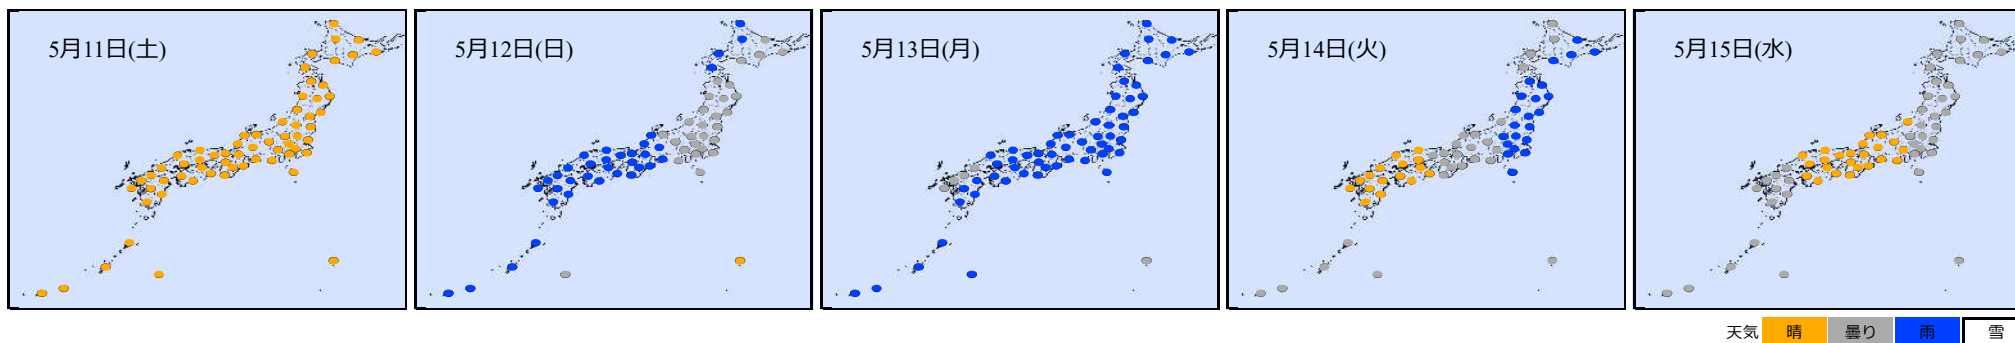 5月11日(土)
5月12日(日)
5月13日(月)
5月14日(火)
5月15日(水)
天気 晴 曇り 雨 雪